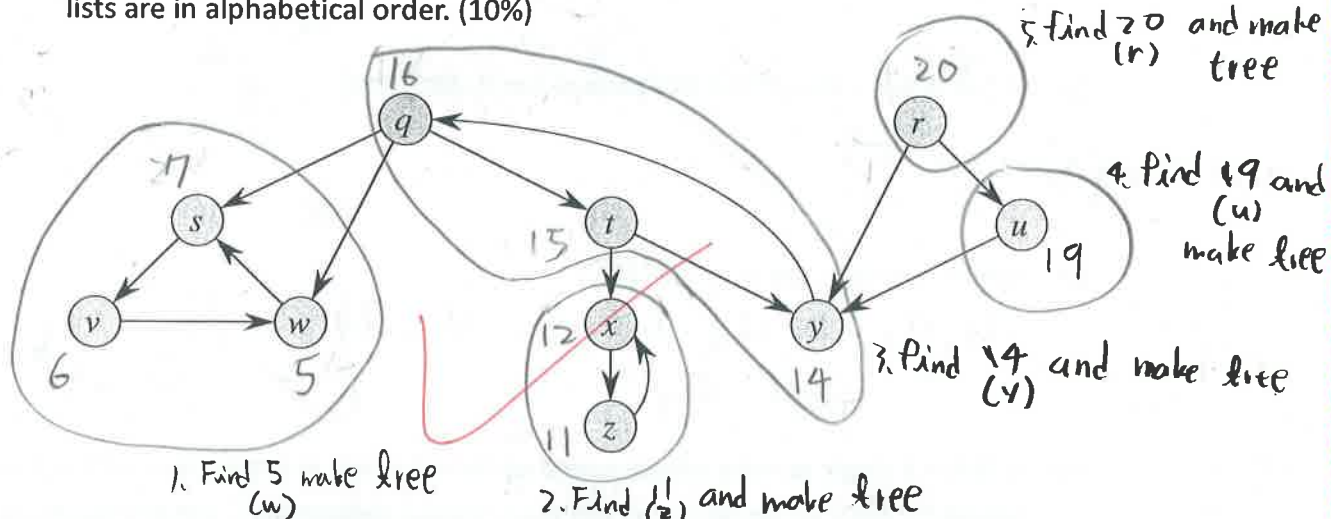 lists are in alphabetical order. (10%)
5. find 20 and make
(r) tree
16
20
q
r
17
4. find 19 and
(u)
make tree
s
t
u
15
19
v
w
12
x
y
3. find 14 and make tree
(y)
6
5
14
11
z
1. Find 5 make tree
(w)
2. Find 11 and make tree
(z)